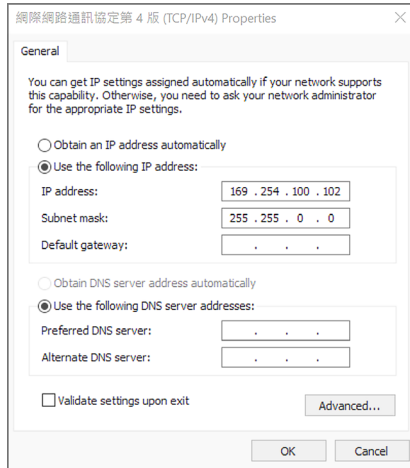 網際網路通訊協定第 4 版 (TCP/IPv4) Properties
General
You can get IP settings assigned automatically if your network supports
this capability. Otherwise, you need to ask your network administrator
for the appropriate IP settings.
Obtain an IP address automatically
Use the following IP address:
IP address: 169 . 254 . 100 . 102
Subnet mask: 255 . 255 . 0 . 0
Default gateway: . . .
Obtain DNS server address automatically
Use the following DNS server addresses:
Preferred DNS server: . . .
Alternate DNS server: . . .
Validate settings upon exit
Advanced...
OK Cancel